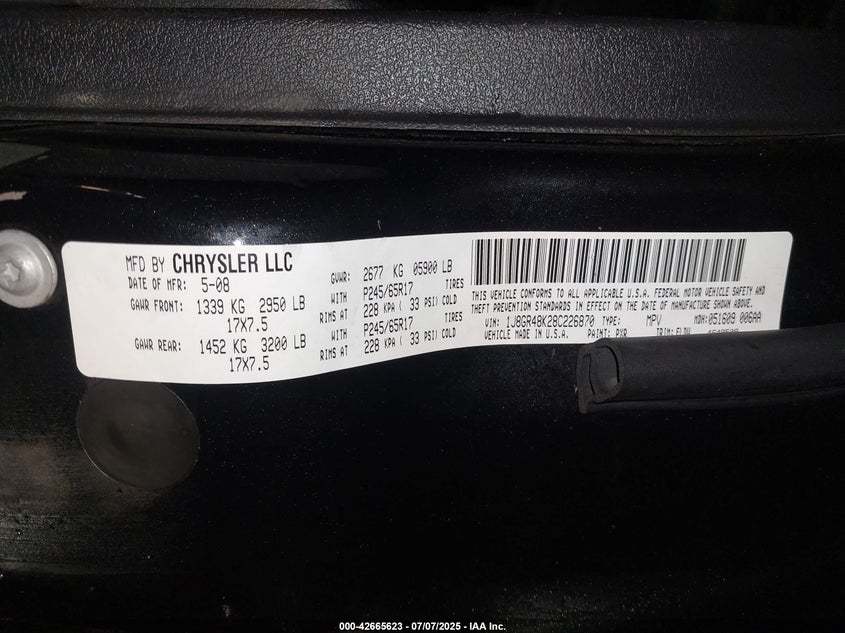 MFD BY CHRYSLER LLC
DATE OF MFR: 5-08
GVWR: 2677 KG 05900 LB
GAWR FRONT: 1339 KG 2950 LB
17X7.5
WITH P245/65R17 TIRES
RIMS AT 228 KPA ( 33 PSI) COLD
GAWR REAR: 1452 KG 3200 LB
17X7.5
WITH P245/65R17 TIRES
RIMS AT 228 KPA ( 33 PSI) COLD
THIS VEHICLE CONFORMS TO ALL APPLICABLE U.S.A. FEDERAL MOTOR VEHICLE SAFETY AND
THEFT PREVENTION STANDARDS IN EFFECT ON THE DATE OF MANUFACTURE SHOWN ABOVE.
VIN: 1J8GR48K28C226870 TYPE: MPV MDH:051609 006AA
VEHICLE MADE IN U.S.A. PAINT: PXR TRIM:
000-42665623 - 07/07/2025 - IAA Inc.